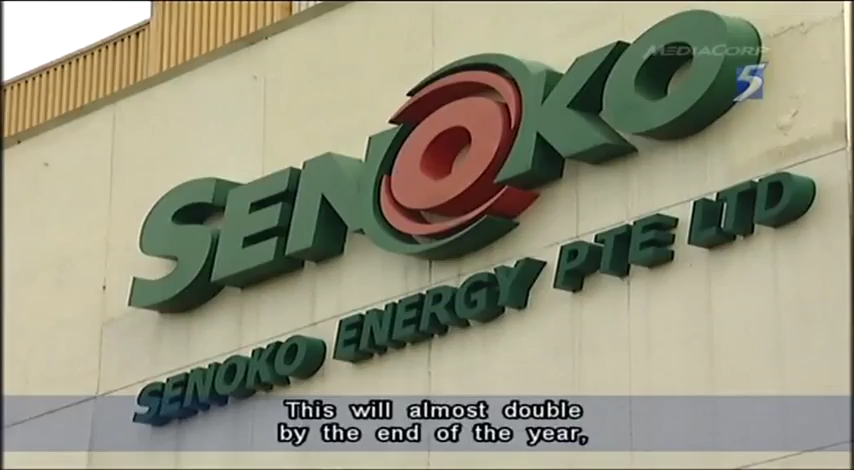 MEDIACORP
5
SENOKO
SENOKO ENERGY PTE LTD
This will almost double
by the end of the year,